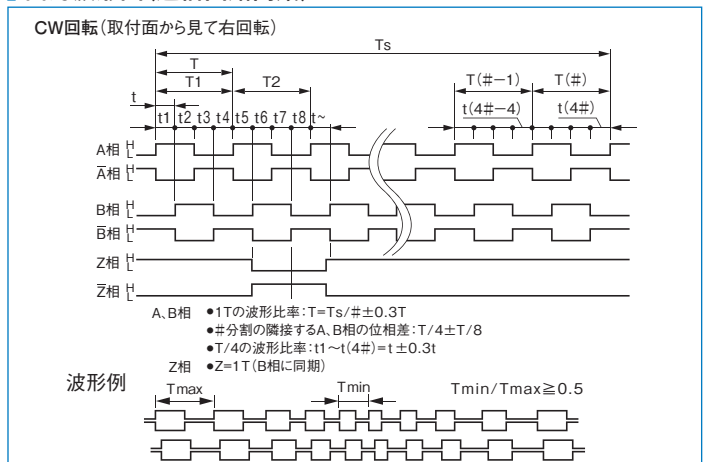 CW回転(取付面から見て右回転)
Ts
T
T1 T2 T(#−1) T(#)
t
t1 t2 t3 t4 t5 t6 t7 t8 t~ t(4#−4) t(4#)
A相 H L
A̅相 H L
B相 H L
B̅相 H L
Z相 H L
Z̅相 H L
A、B相 ●1Tの波形比率:T=Ts/#±0.3T
●#分割の隣接するA、B相の位相差:T/4±T/8
●T/4の波形比率:t1~t(4#)=t±0.3t
Z相 ●Z=1T(B相に同期)
波形例 Tmax Tmin Tmin/Tmax≧0.5